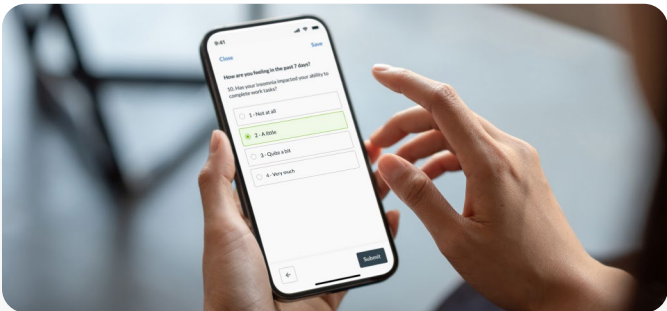 9:41
Close Save
How are you feeling in the past 7 days?
10. Has your insomnia impacted your ability to
complete work tasks?
1 - Not at all
2 - A little
3 - Quite a bit
4 - Very much
Submit